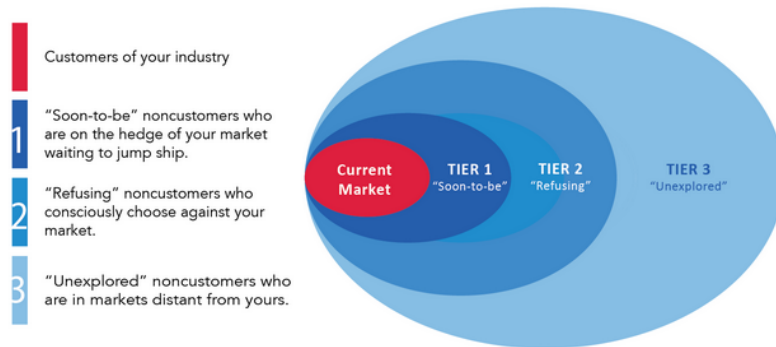 Customers of your industry
1
“Soon-to-be” noncustomers who
are on the hedge of your market
waiting to jump ship.
2
“Refusing” noncustomers who
consciously choose against your
market.
3
“Unexplored” noncustomers who
are in markets distant from yours.
Current
Market
TIER 1
“Soon-to-be”
TIER 2
“Refusing”
TIER 3
“Unexplored”